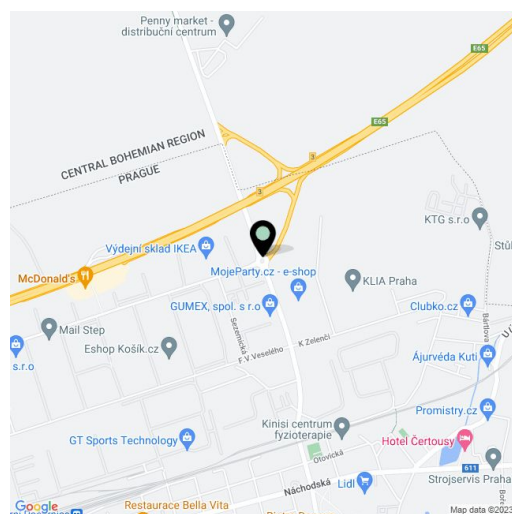 Penny market -
distribuční centrum
E65
E65
CENTRAL BOHEMIAN REGION
PRAGUE
3
3
KTG s.r.o
Výdejní sklad IKEA
MojeParty.cz - e-shop
McDonald's
KLIA Praha
GUMEX, spol. s r.o
Clubko.cz
Mail Step
Sezemická
Bártlova
s.r.o
Eshop Košík.cz
K Zelenči
F. V. Veselého
Ájurvéda Kuti
Promistry.cz
Kinisi centrum
fyzioterapie
GT Sports Technology
Hotel Čertousy
Otovická
611
Náchodská
Lidl
Strojservis Praha
Restaurace Bella Vita
Google
Map data ©2023